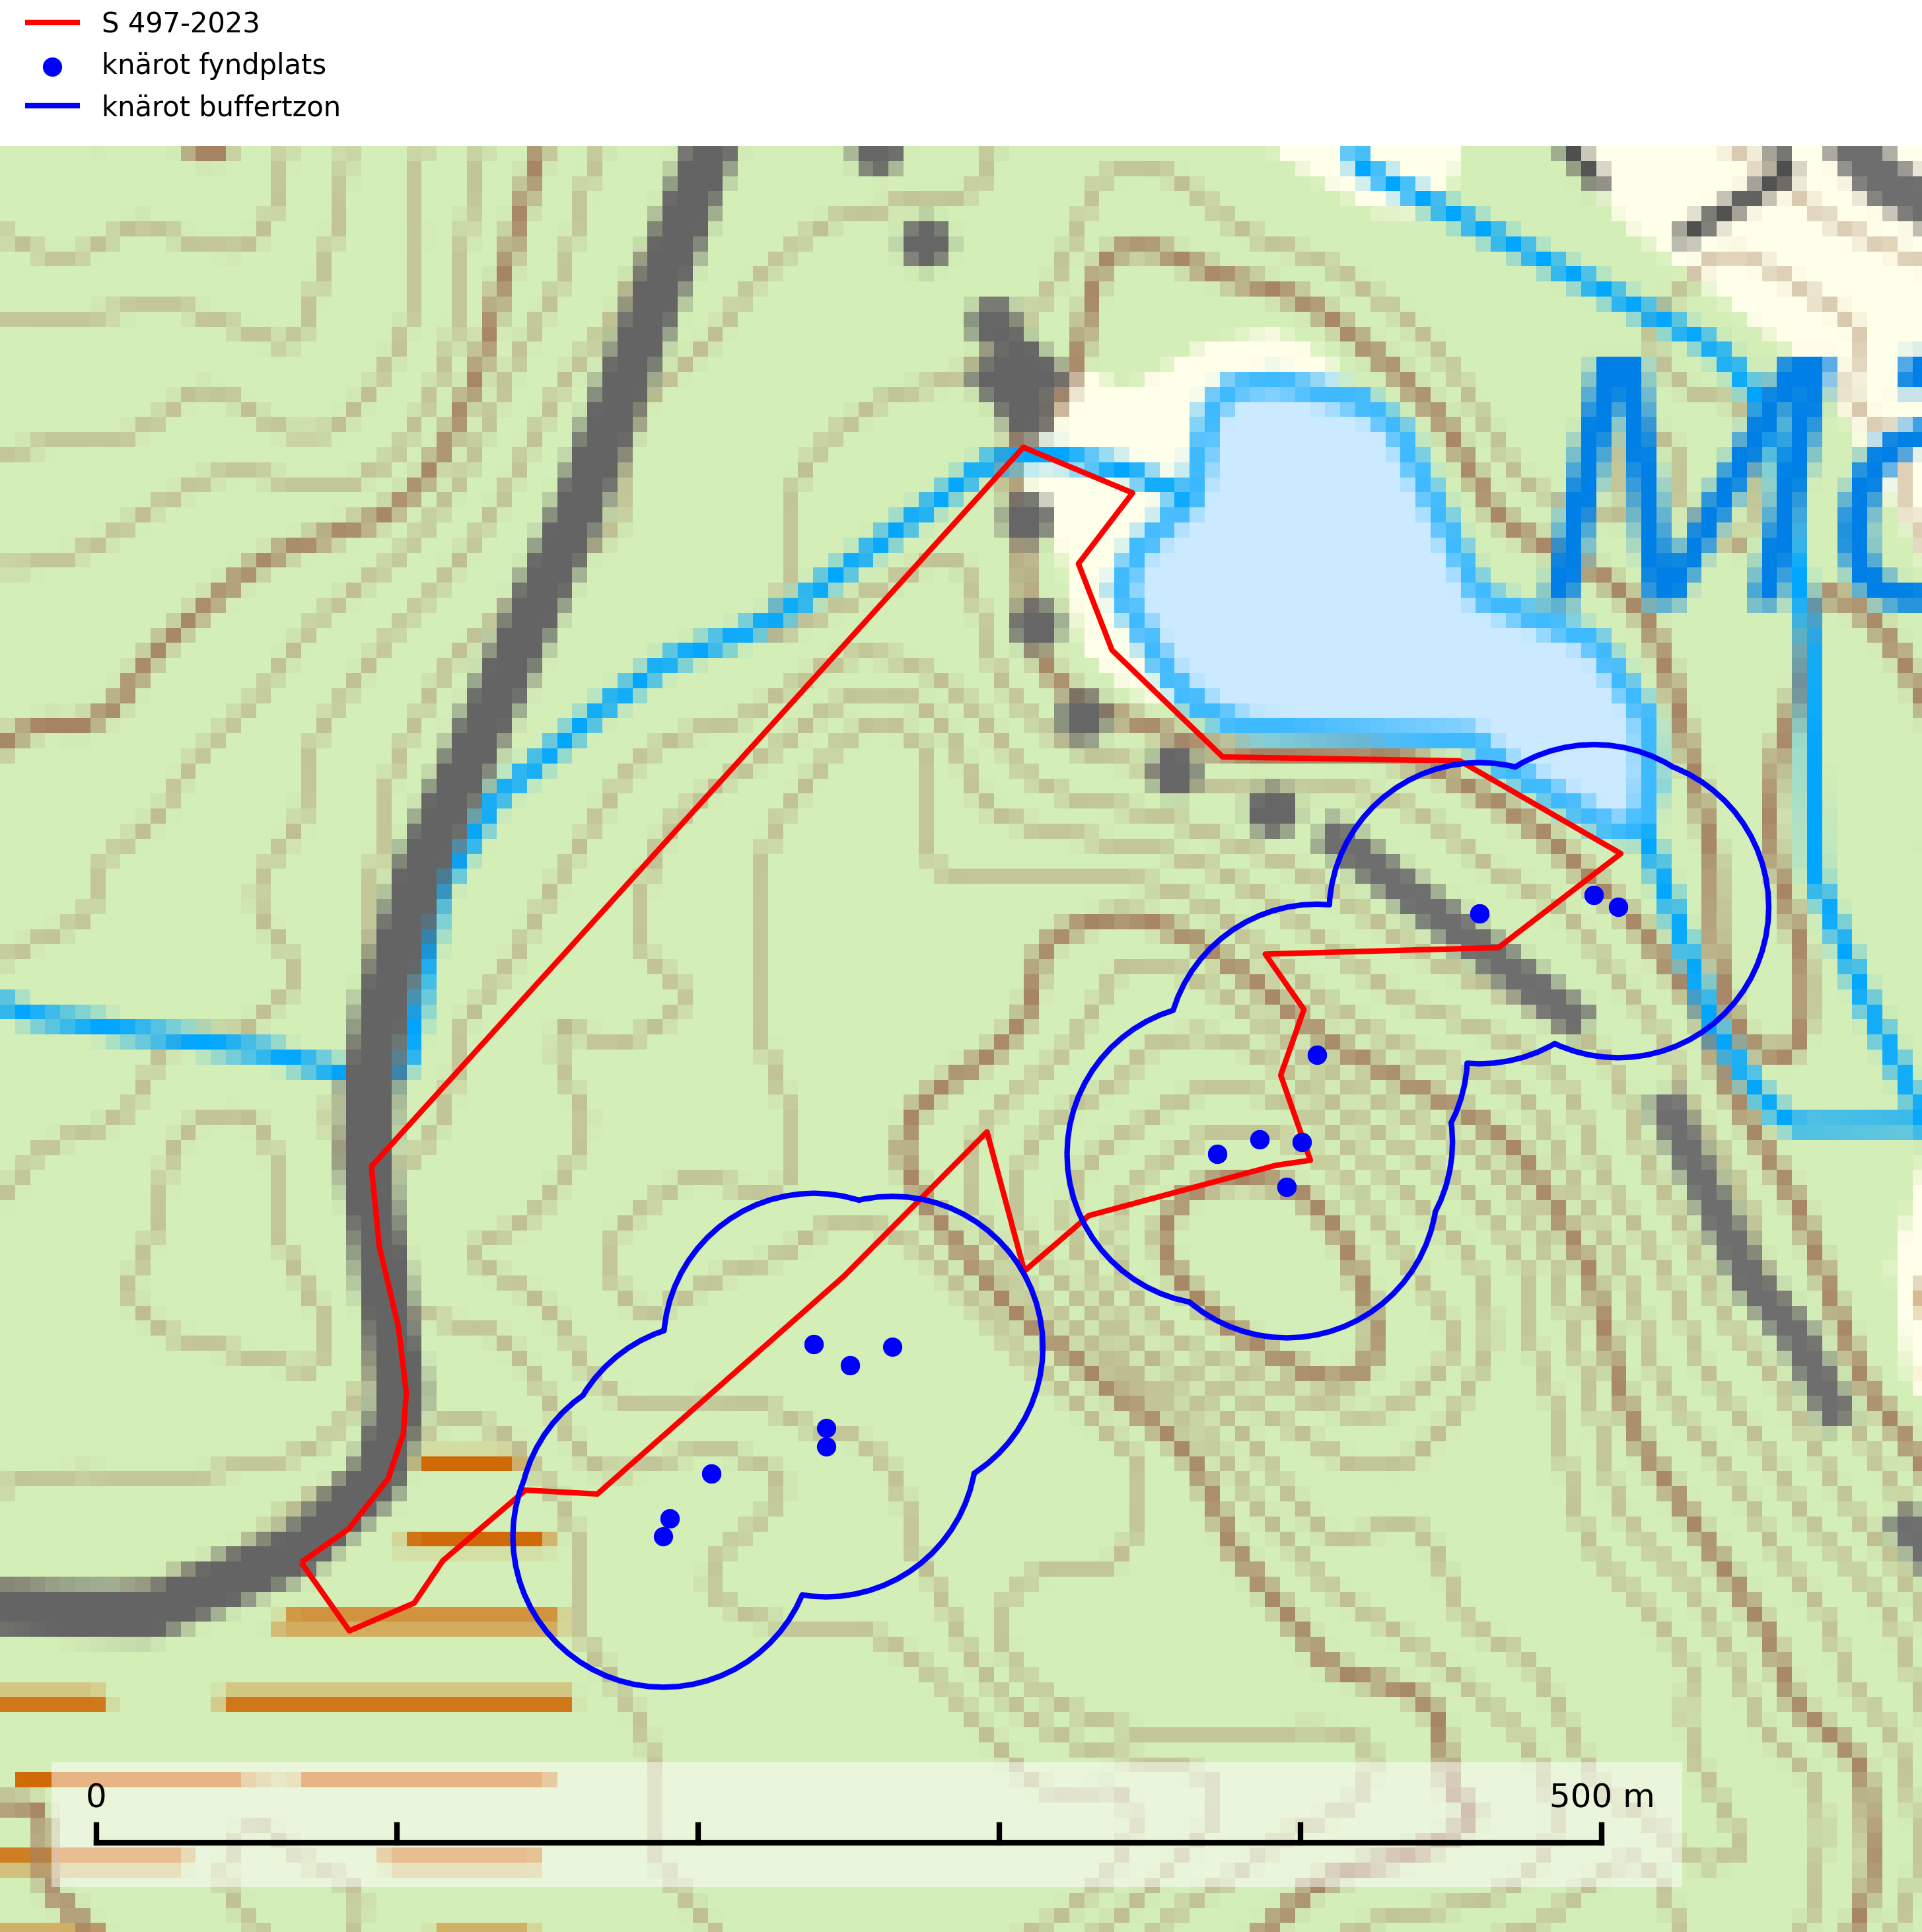 S 497-2023
knärot fyndplats
knärot buffertzon
0
500 m